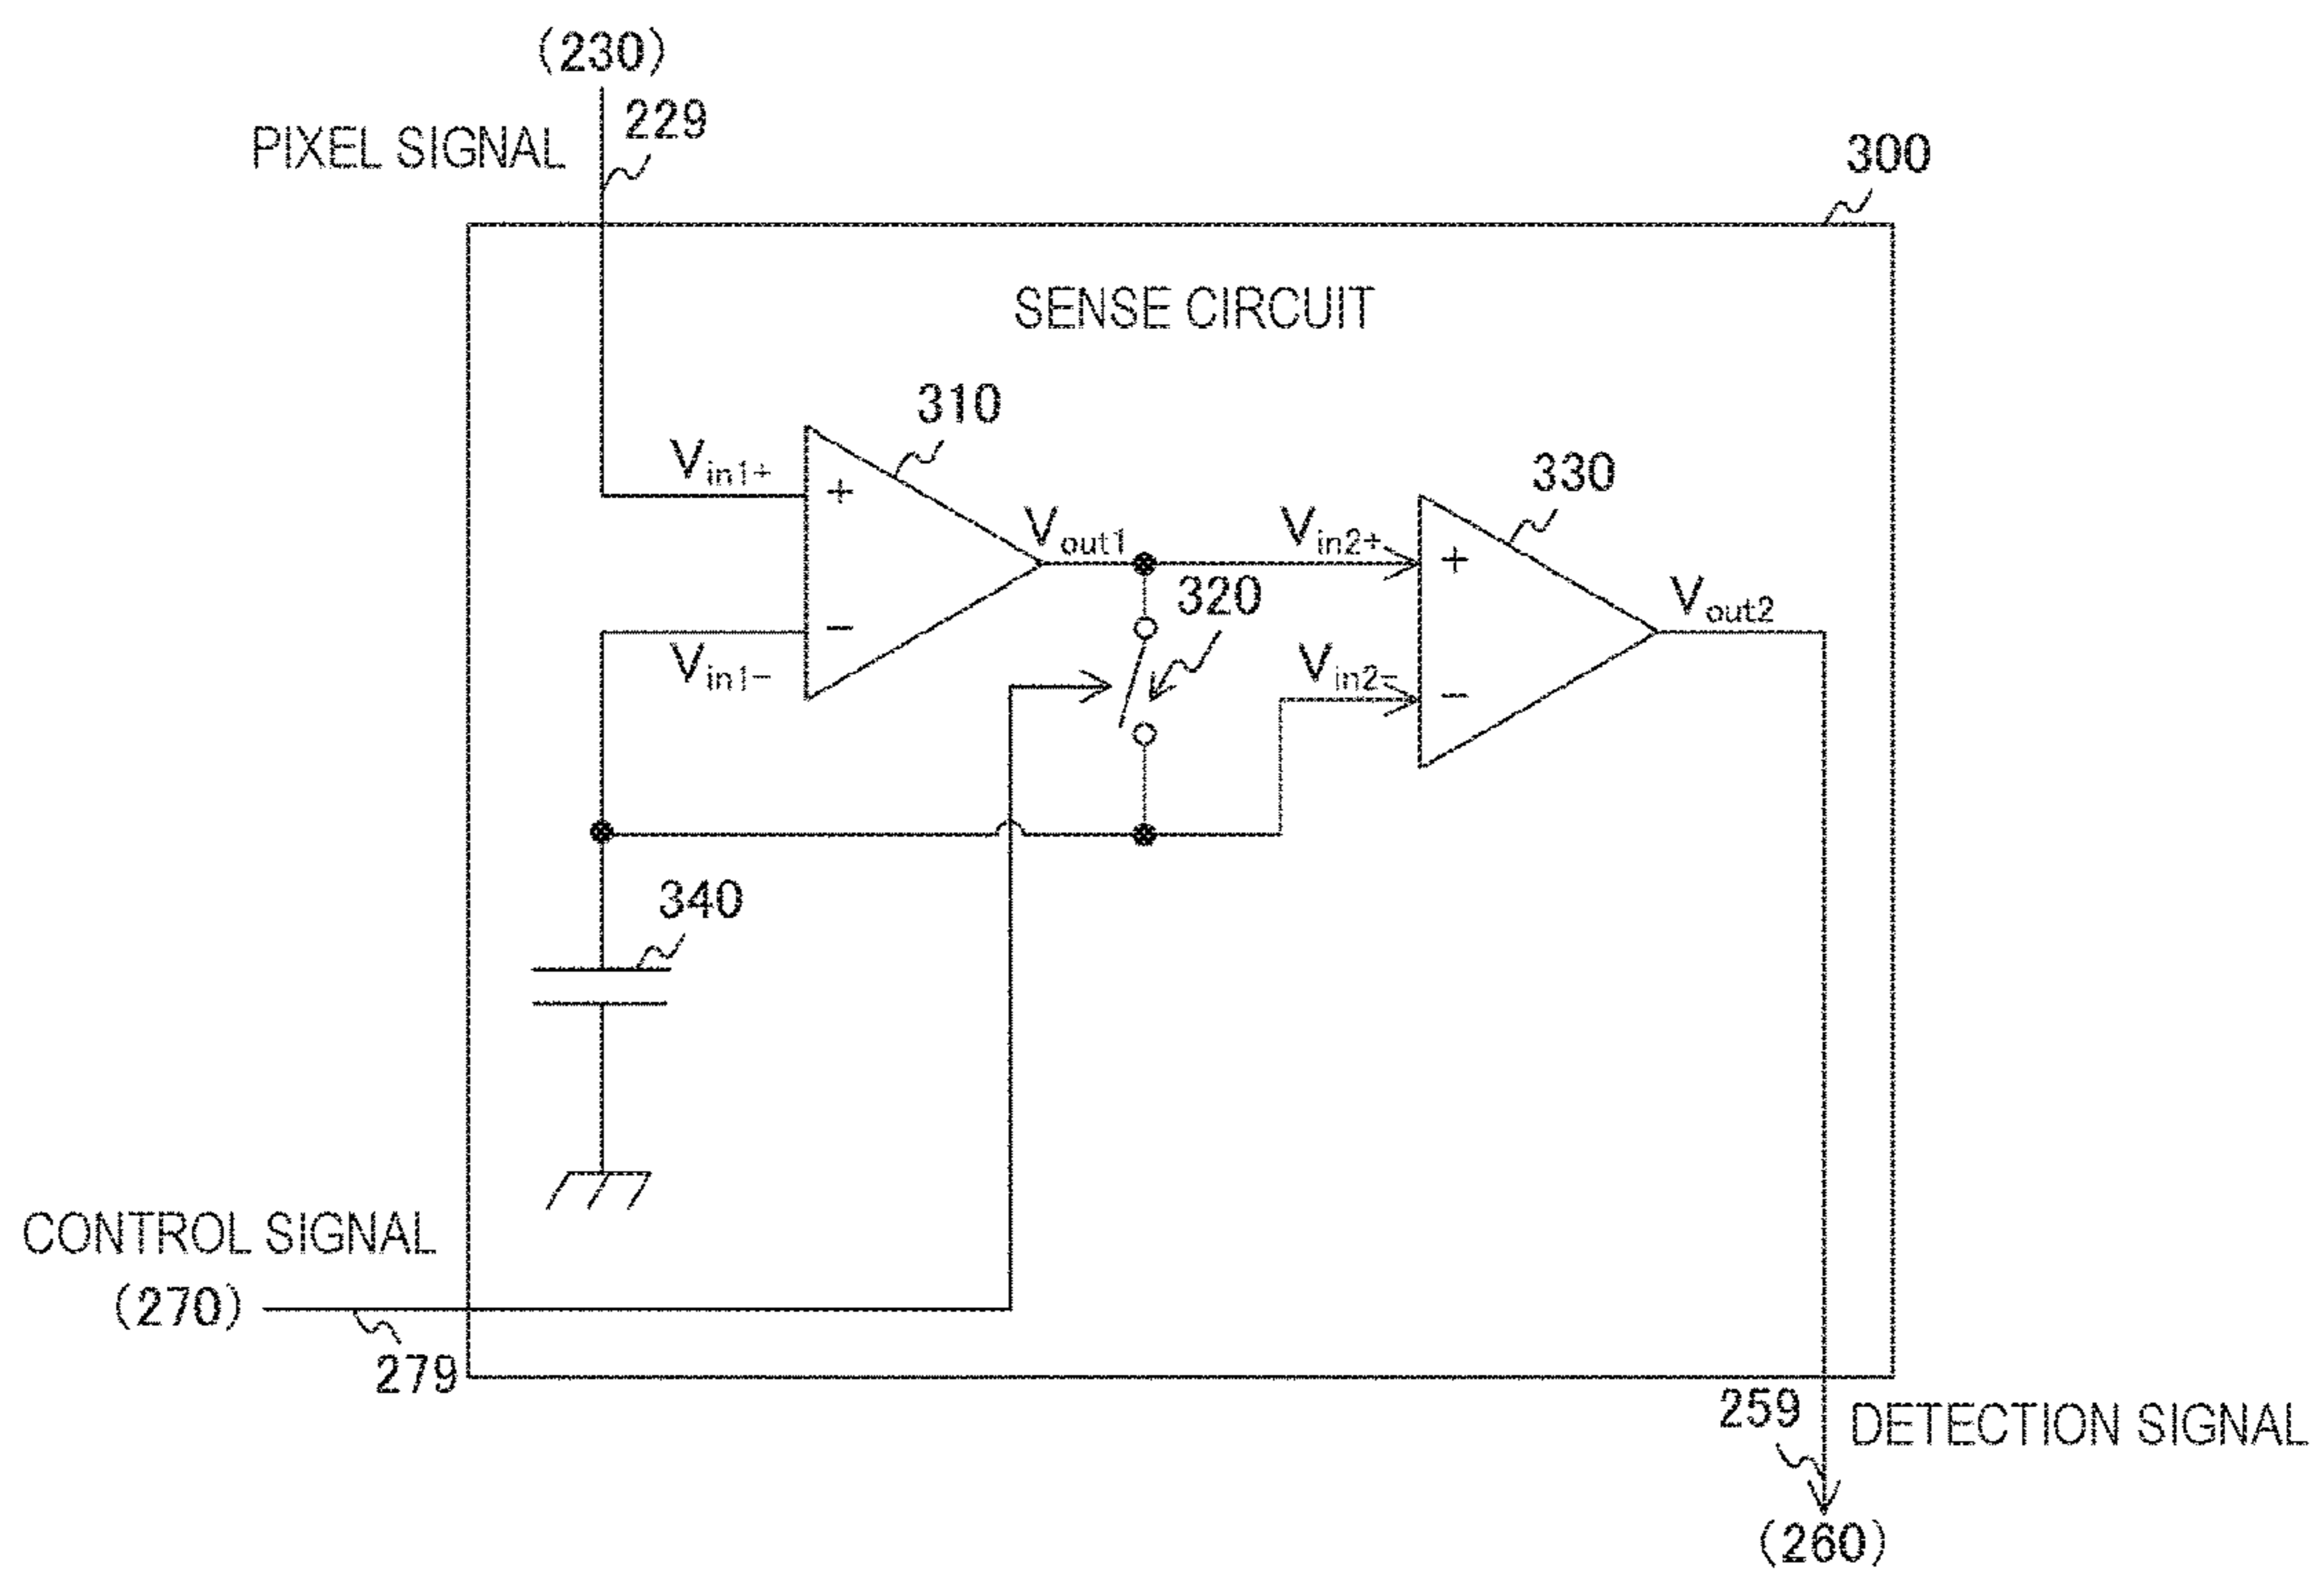 (230)
229
PIXEL SIGNAL
300
SENSE CIRCUIT
310
Vin1+
+
330
Vout1
Vin2+
+
320
Vout2
−
Vin1−
Vin2−
−
340
CONTROL SIGNAL
(270)
279
259
DETECTION SIGNAL
(260)